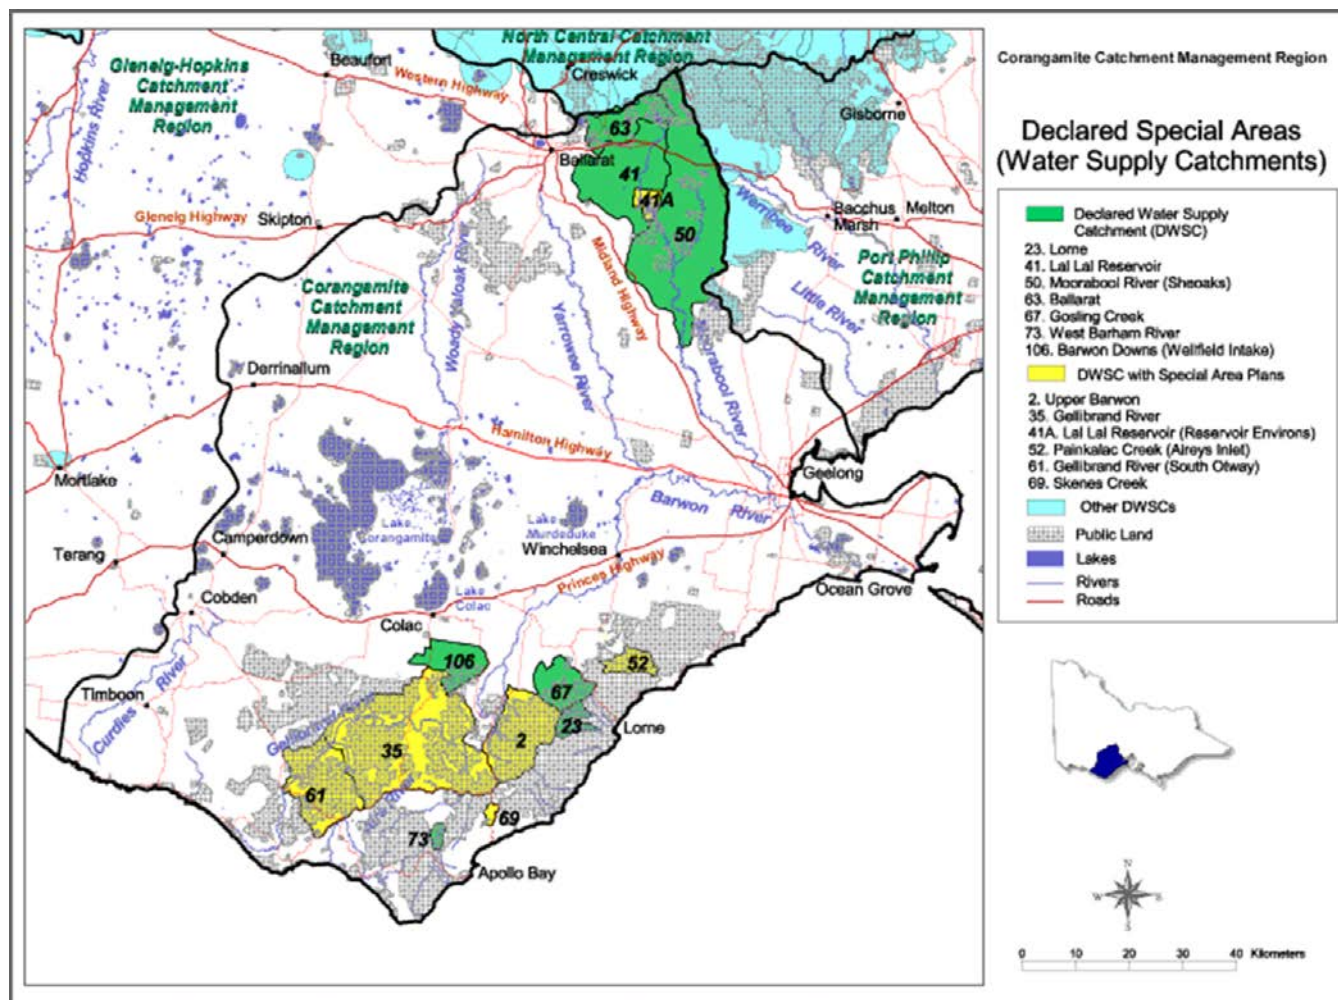 North Central Catchment
Management Region
Glenelg-Hopkins
Catchment
Management
Region
Beaufort
Western Highway
Creswick
Gisborne
Hopkins River
63
Ballarat
41
41A
50
Werribee River
Bacchus
Marsh
Melton
Glenelg Highway
Skipton
Midland Highway
Port Phillip
Catchment
Management
Region
Little River
Corangamite
Catchment
Management
Region
Woady Yaloak River
Yarrowee River
Moorabool River
Derrinallum
Hamilton Highway
Mortlake
Geelong
Barwon River
Lake
Corangamite
Lake
Murdeduke
Winchelsea
Camperdown
Terang
Princes Highway
Lake
Colac
Ocean Grove
Cobden
Colac
106
52
67
Timboon
Curdies River
Gellibrand River
23
Lorne
2
35
61
69
73
Apollo Bay
Corangamite Catchment Management Region
Declared Special Areas
(Water Supply Catchments)
Declared Water Supply
Catchment (DWSC)
23. Lorne
41. Lal Lal Reservoir
50. Moorabool River (Sheoaks)
63. Ballarat
67. Gosling Creek
73. West Barham River
106. Barwon Downs (Wellfield Intake)
DWSC with Special Area Plans
2. Upper Barwon
35. Gellibrand River
41A. Lal Lal Reservoir (Reservoir Environs)
52. Painkalac Creek (Aireys Inlet)
61. Gellibrand River (South Otway)
69. Skenes Creek
Other DWSCs
Public Land
Lakes
Rivers
Roads
N
W E
S
0 10 20 30 40 Kilometers